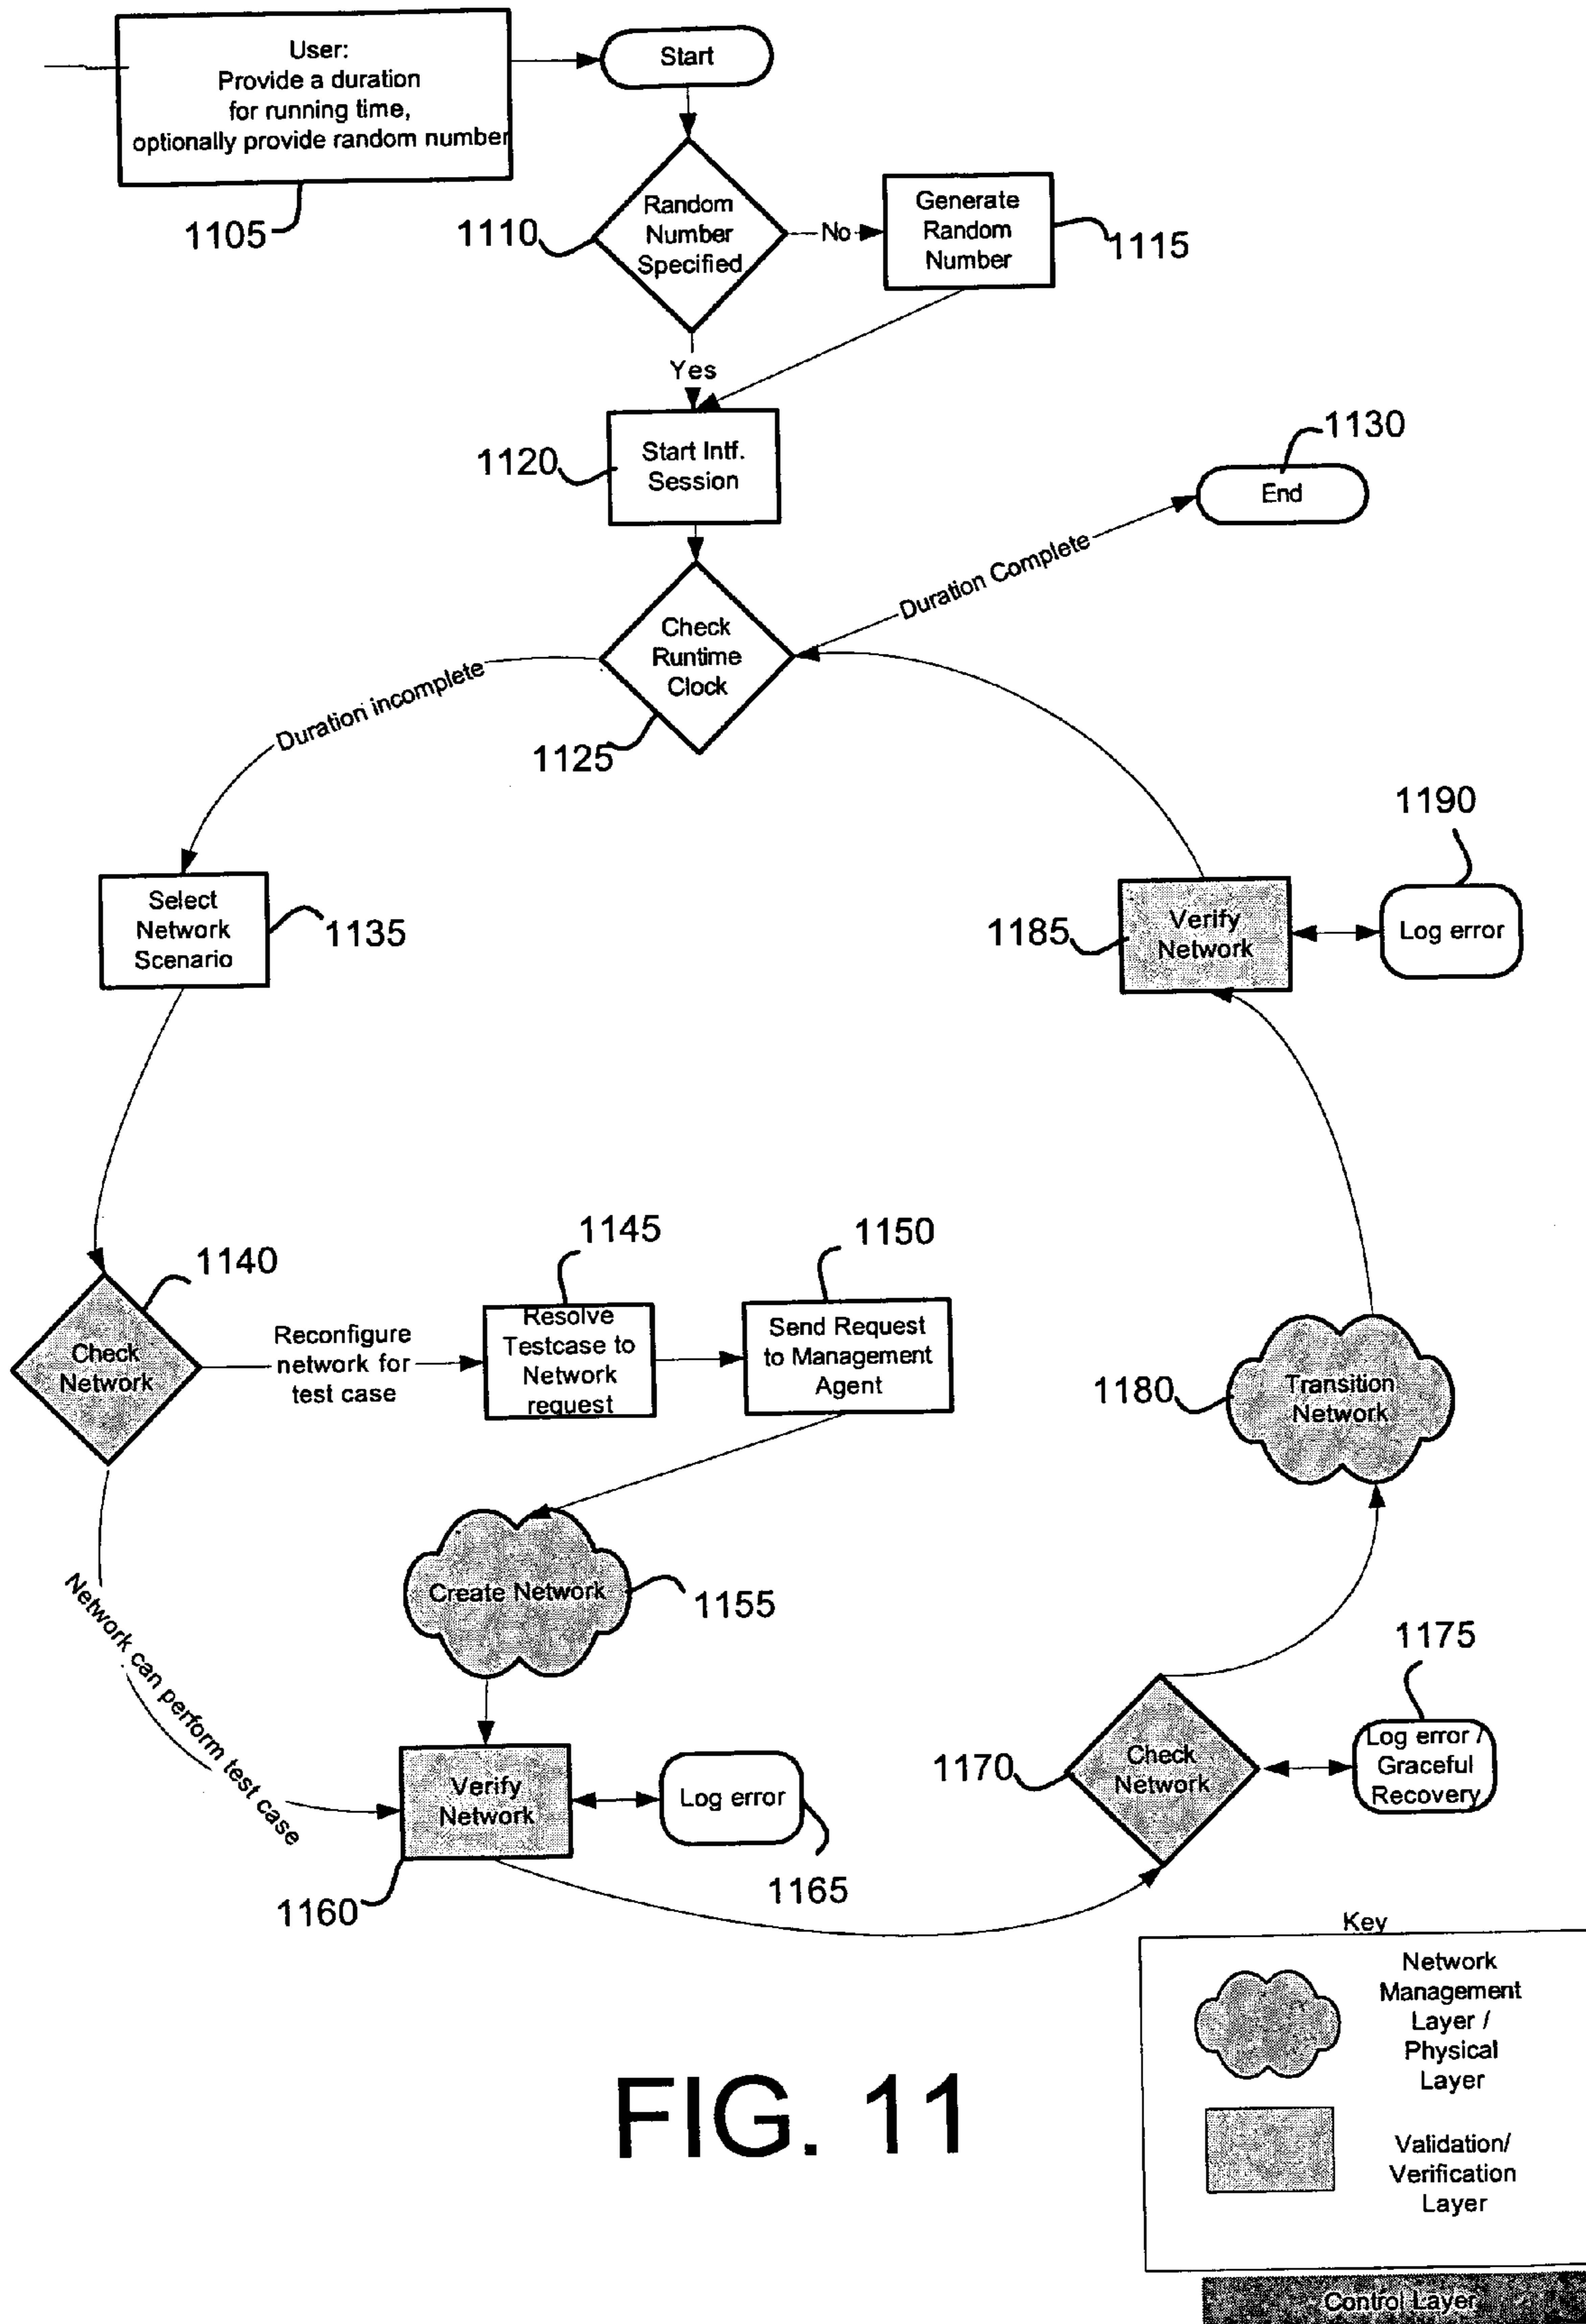 User:
Provide a duration
for running time,
optionally provide random number
1105
Start
Random
Number
Specified
1110
No
Generate
Random
Number
1115
Yes
Start Intf.
Session
1120
1130
End
Duration Complete
Check
Runtime
Clock
1125
Duration incomplete
Select
Network
Scenario
1135
1190
Verify
Network
1185
Log error
1140
Check
Network
Reconfigure
network for
test case
1145
Resolve
Testcase to
Network
request
1150
Send Request
to Management
Agent
1180
Transition
Network
Create Network
1155
Network can perform test case
1175
Log error /
Graceful
Recovery
1170
Check
Network
Verify
Network
Log error
1165
1160
Key
Network
Management
Layer /
Physical
Layer
Validation/
Verification
Layer
Control Layer
FIG. 11